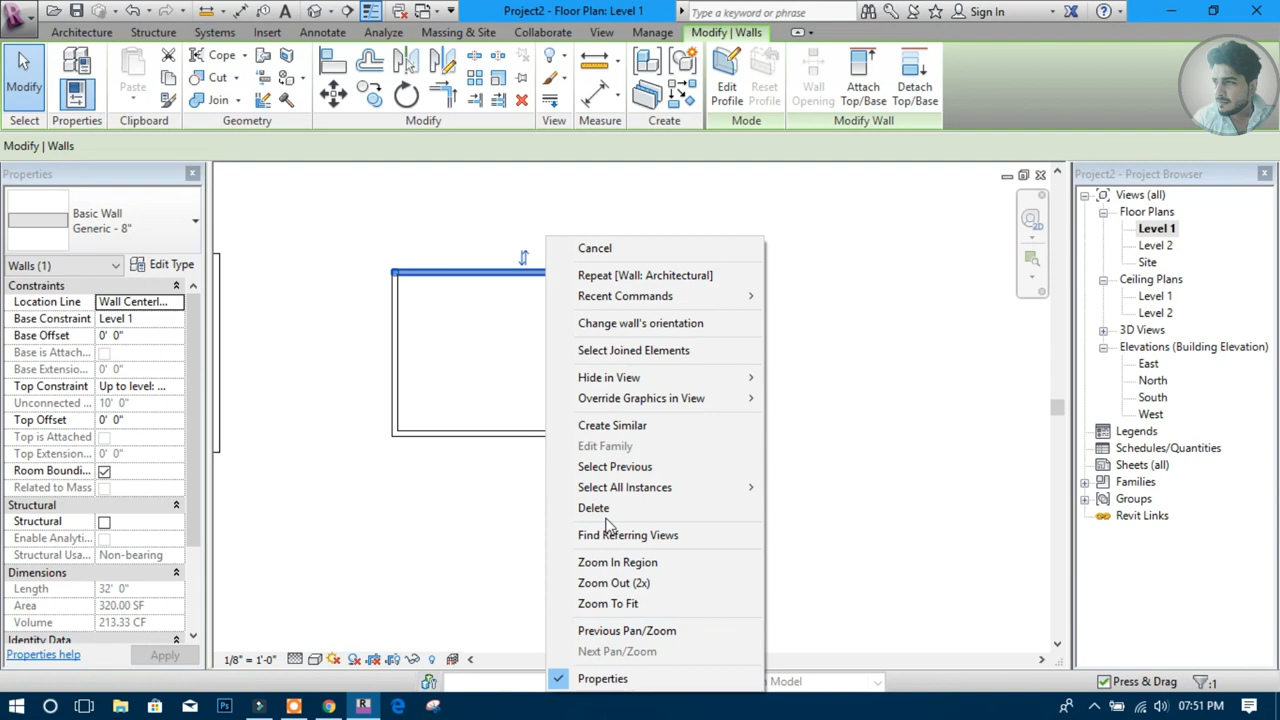 Project2 - Floor Plan: Level 1
Type a keyword or phrase
Sign In
Architecture Structure Systems Insert Annotate Analyze Massing & Site Collaborate View Manage Modify | Walls
Modify
Paste
Cope
Cut
Join
Edit Profile
Reset Profile
Wall Opening
Attach Top/Base
Detach Top/Base
Select Properties Clipboard Geometry Modify View Measure Create Mode Modify Wall
Modify | Walls
Properties
Basic Wall
Generic - 8"
Walls (1)
Edit Type
Constraints
Location Line Wall Centerl...
Base Constraint Level 1
Base Offset 0' 0"
Base is Attach...
Base Extensio... 0' 0"
Top Constraint Up to level: ...
Unconnected ... 10' 0"
Top Offset 0' 0"
Top is Attached
Top Extension... 0' 0"
Room Boundi...
Related to Mass
Structural
Structural
Enable Analyti...
Structural Usa... Non-bearing
Dimensions
Length 32' 0"
Area 320.00 SF
Volume 213.33 CF
Identity Data
Properties help
Apply
Cancel
Repeat [Wall: Architectural]
Recent Commands
Change wall's orientation
Select Joined Elements
Hide in View
Override Graphics in View
Create Similar
Edit Family
Select Previous
Select All Instances
Delete
Find Referring Views
Zoom In Region
Zoom Out (2x)
Zoom To Fit
Previous Pan/Zoom
Next Pan/Zoom
Properties
2D
Project2 - Project Browser
Views (all)
Floor Plans
Level 1
Level 2
Site
Ceiling Plans
Level 1
Level 2
3D Views
Elevations (Building Elevation)
East
North
South
West
Legends
Schedules/Quantities
Sheets (all)
Families
Groups
Revit Links
1/8" = 1'-0"
Model
Press & Drag
:1
07:51 PM